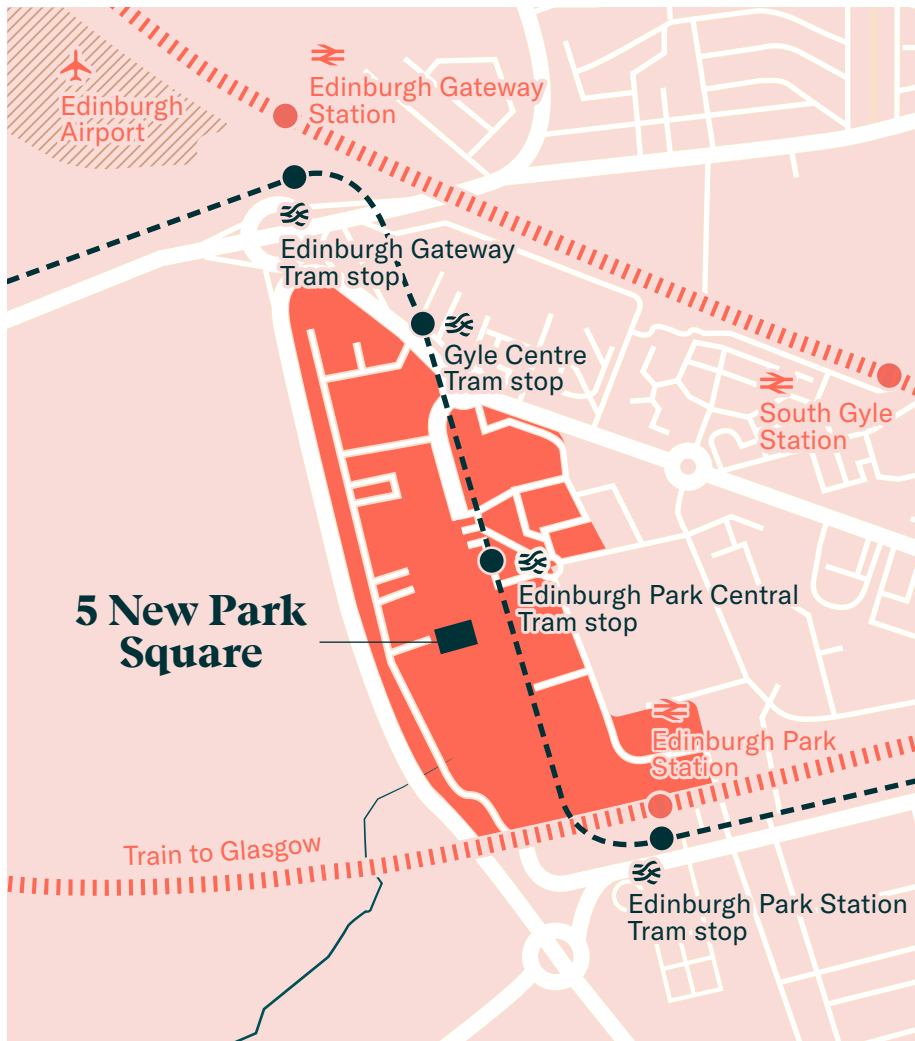 Edinburgh
Airport
Edinburgh Gateway
Station
Edinburgh Gateway
Tram stop
Gyle Centre
Tram stop
South Gyle
Station
Edinburgh Park Central
Tram stop
5 New Park
Square
Edinburgh Park
Station
Train to Glasgow
Edinburgh Park Station
Tram stop